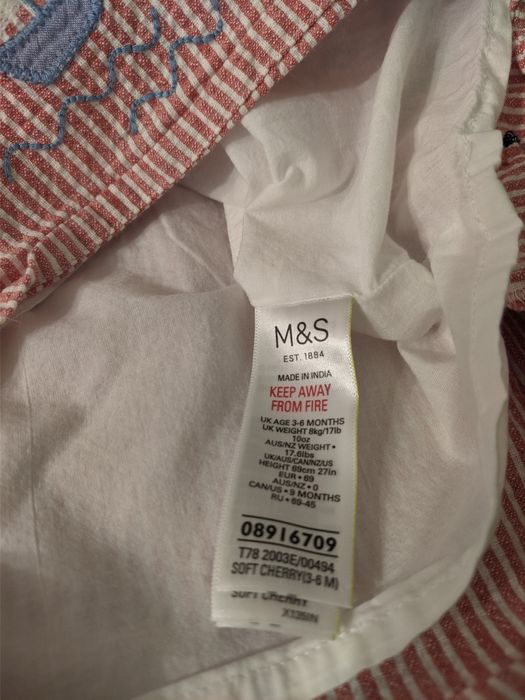 M&S
EST. 1884
MADE IN INDIA
KEEP AWAY
FROM FIRE
UK AGE 3-6 MONTHS
UK WEIGHT 8kg/17lb
10oz
AUS/NZ WEIGHT•
17.6lbs
UK/AUS/CAN/NZ/US
HEIGHT 69cm 27in
EUR • 69
AUS/NZ • 0
CAN/US • 9 MONTHS
RU • 69-45
08916709
T78 2003E/00494
SOFT CHERRY(3-6 M)
SOFT CHERRY